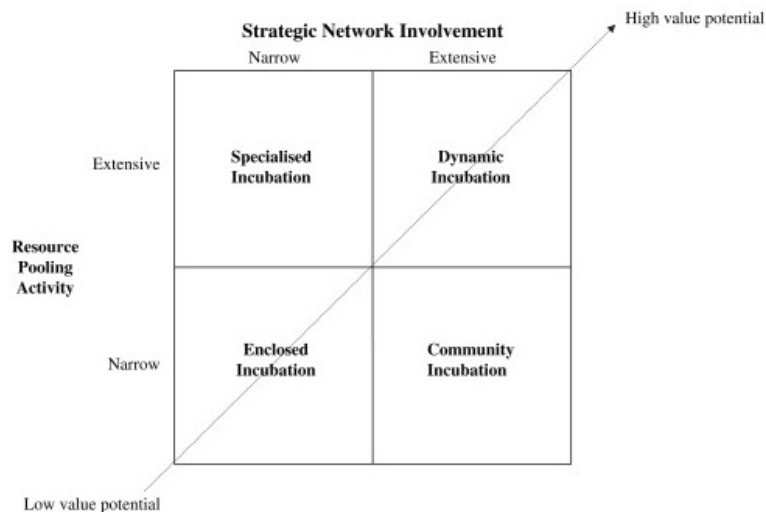 High value potential
Strategic Network Involvement
Narrow Extensive
Extensive
Specialised
Incubation
Dynamic
Incubation
Resource
Pooling
Activity
Narrow
Enclosed
Incubation
Community
Incubation
Low value potential